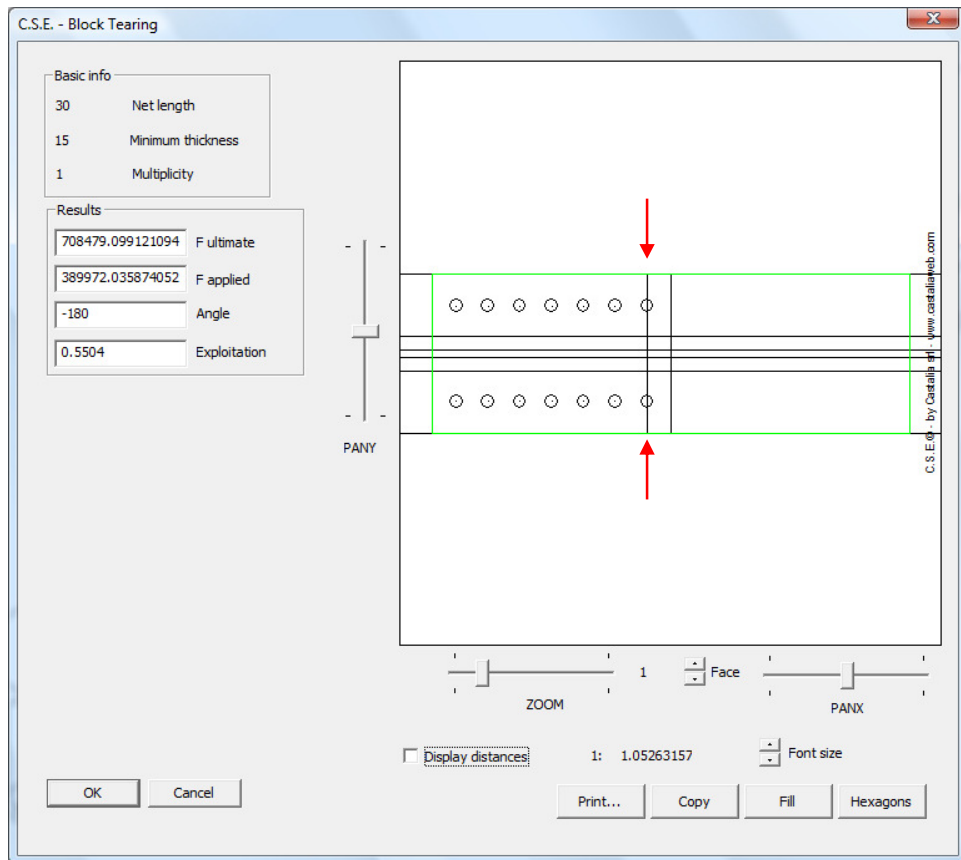 C.S.E. - Block Tearing
Basic info
30 Net length
15 Minimum thickness
1 Multiplicity
Results
708479.099121094 F ultimate
389972.035874052 F applied
-180 Angle
0.5504 Exploitation
PANY
C.S.E.© - by Castalia srl - www.castaliaweb.com
ZOOM
1 Face
PANX
Display distances
1: 1.05263157
Font size
OK
Cancel
Print...
Copy
Fill
Hexagons